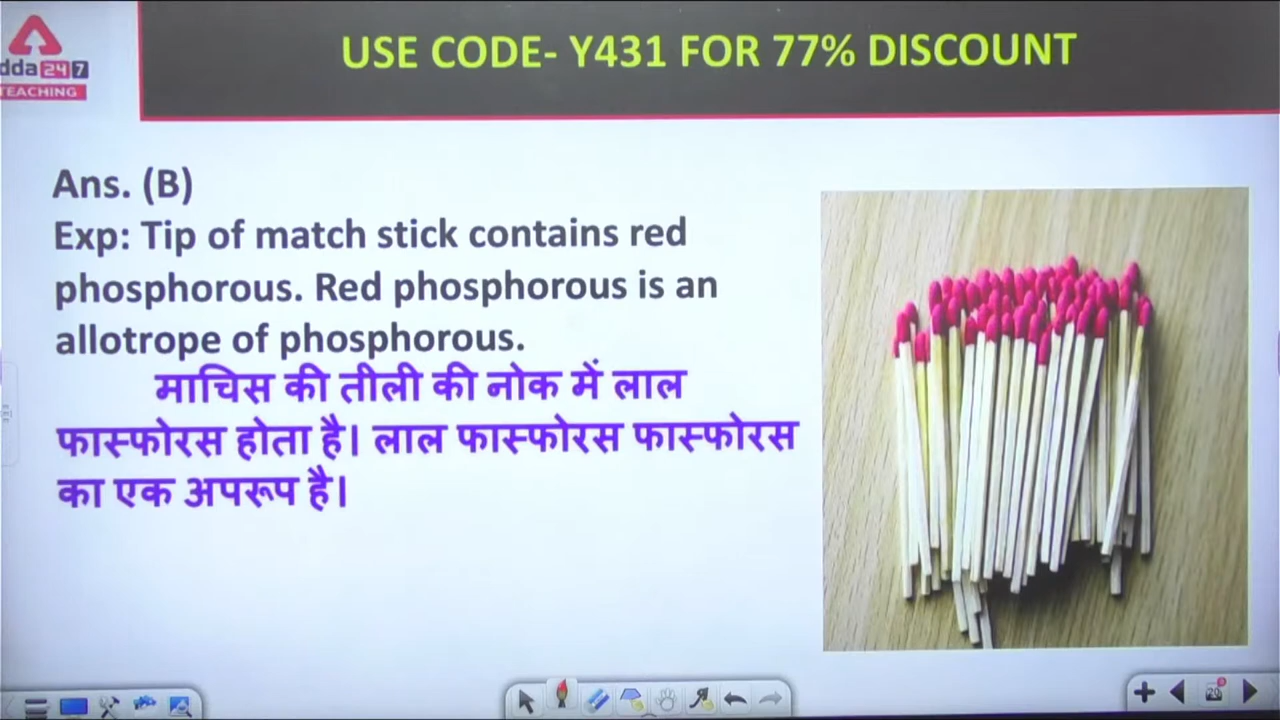 USE CODE- Y431 FOR 77% DISCOUNT
dda 247
TEACHING
Ans. (B)
Exp: Tip of match stick contains red
phosphorous. Red phosphorous is an
allotrope of phosphorous.
माचिस की तीली की नोक में लाल
फास्फोरस होता है। लाल फास्फोरस फास्फोरस
का एक अपरूप है।